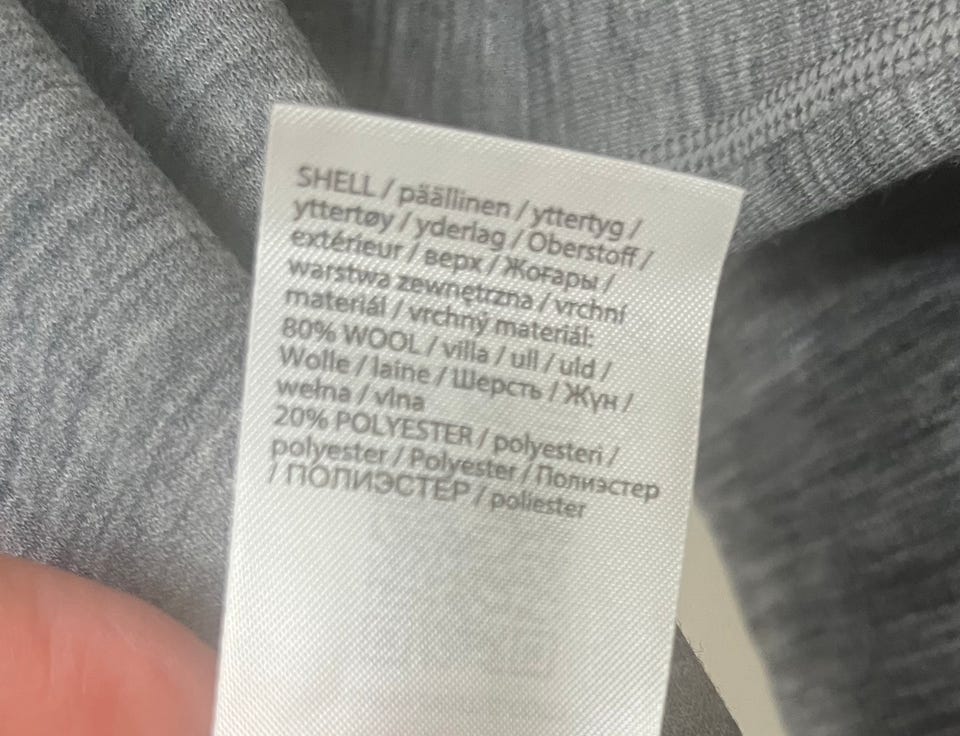 SHELL / päällinen / yttertyg /
yttertøy / yderlag / Oberstoff /
extérieur / верх / Жоғары /
warstwa zewnętrzna / vrchní
materiál / vrchný materiál:
80% WOOL / villa / ull / uld /
Wolle / laine / Шерсть / Жүн /
wełna / vlna
20% POLYESTER / polyesteri /
polyester / Polyester / Полиэстер
/ ПОЛИЭСТЕР / poliester